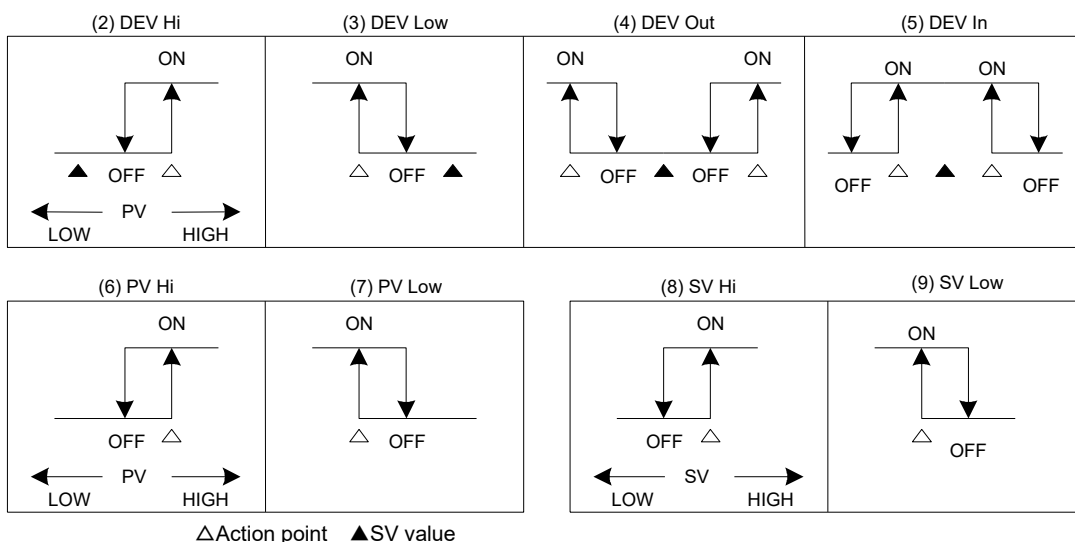 (2) DEV Hi (3) DEV Low (4) DEV Out (5) DEV In
ON ON ON ON ON ON
OFF OFF OFF OFF OFF OFF
PV
LOW HIGH
(6) PV Hi (7) PV Low (8) SV Hi (9) SV Low
ON ON ON ON
OFF OFF OFF OFF
PV SV
LOW HIGH LOW HIGH
△Action point ▲SV value